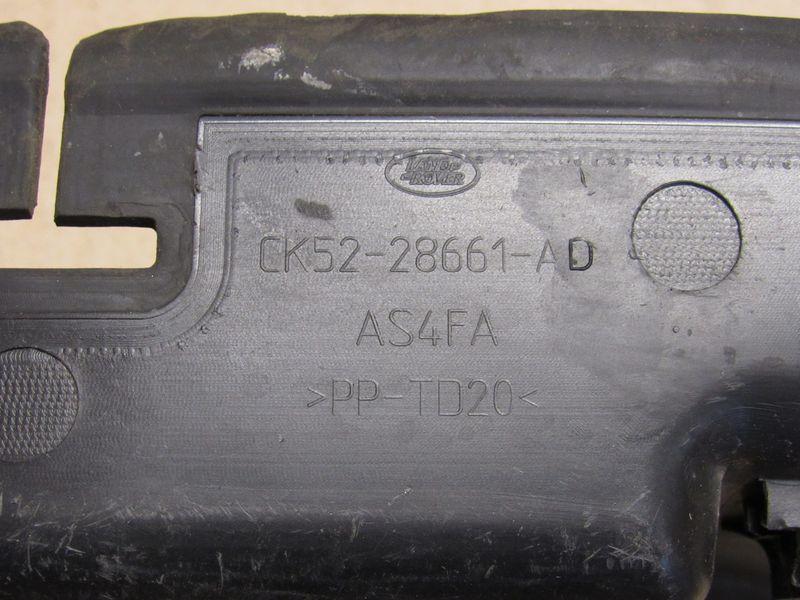 LAND-
-ROVER
CK52-28661-AD
AS4FA
>PP-TD20<